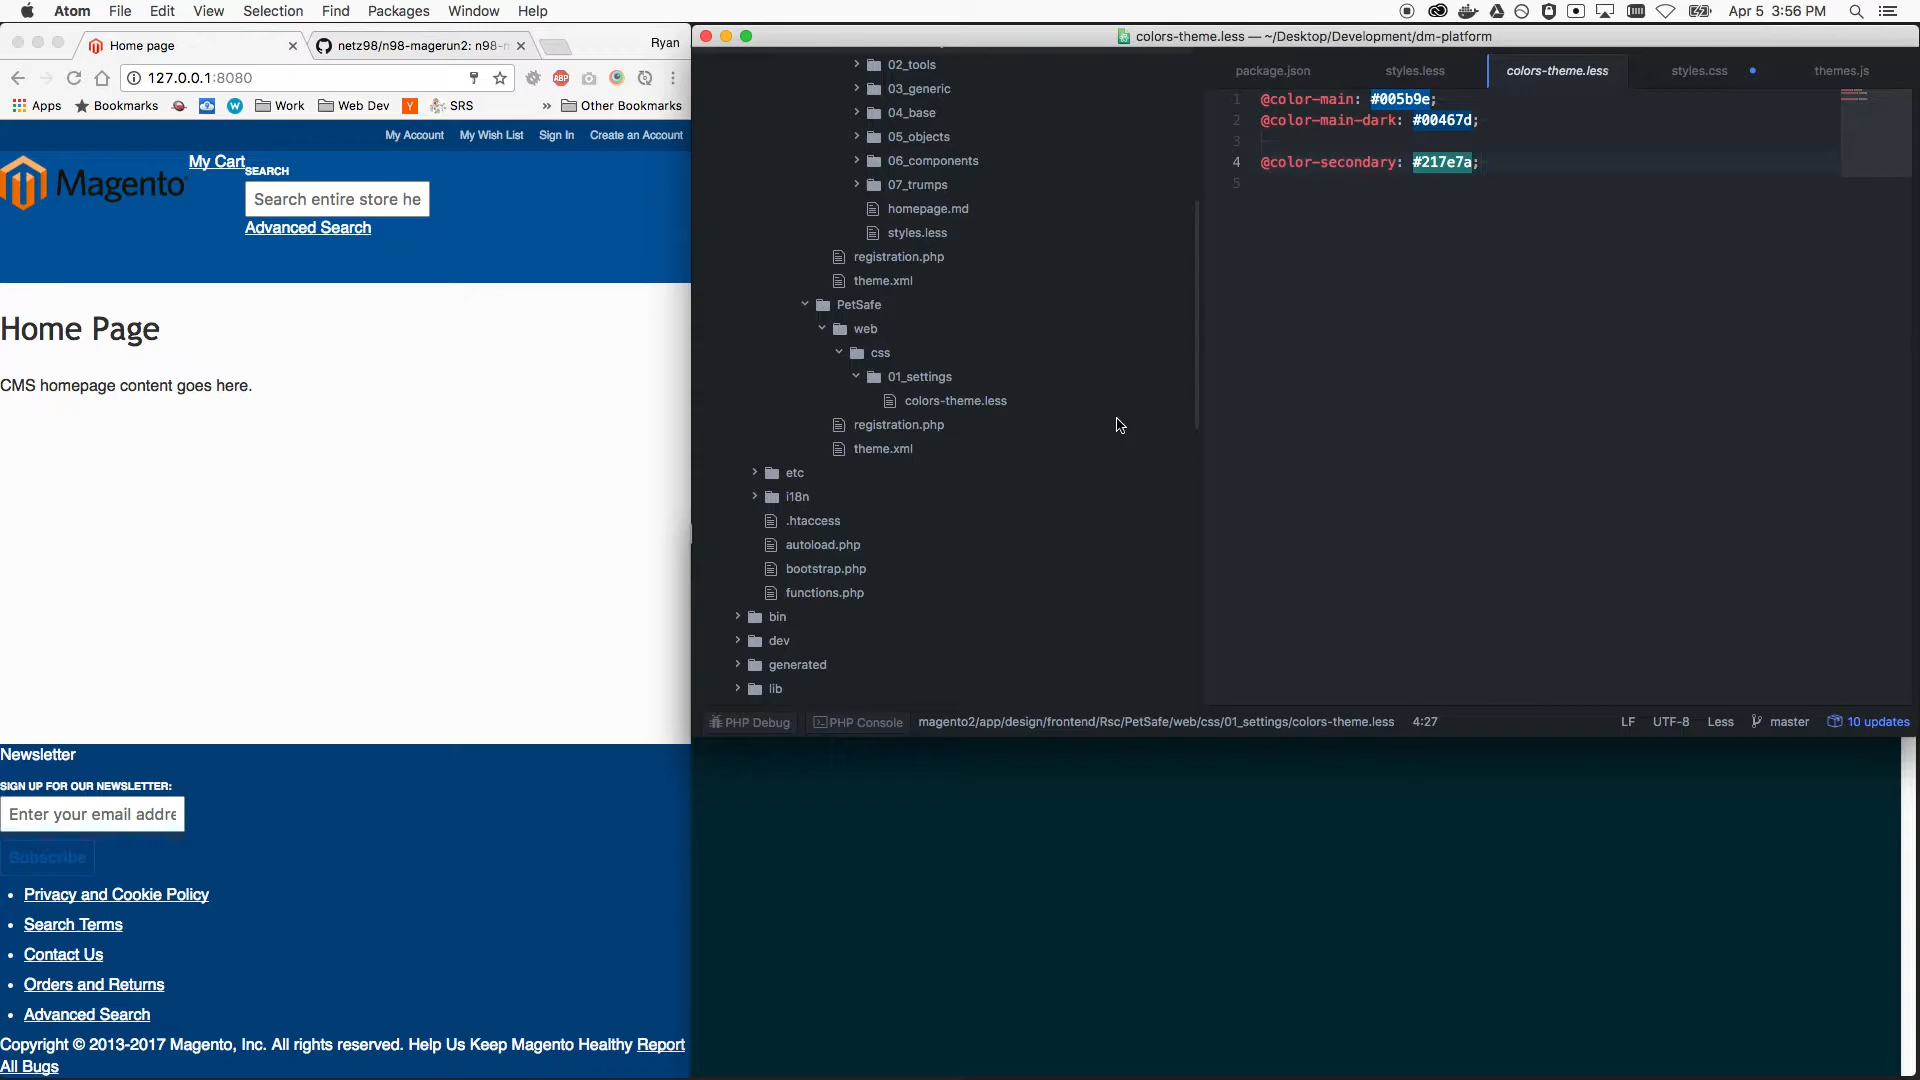 Atom File Edit View Selection Find Packages Window Help
Apr 5 3:56 PM
Home page
netz98/n98-magerun2: n98-m
Ryan
127.0.0.1:8080
Apps Bookmarks Work Web Dev SRS » Other Bookmarks
My Account My Wish List Sign In Create an Account
Magento
My Cart
SEARCH
Search entire store he
Advanced Search
Home Page
CMS homepage content goes here.
Newsletter
SIGN UP FOR OUR NEWSLETTER:
Enter your email addre
Subscribe
• Privacy and Cookie Policy
• Search Terms
• Contact Us
• Orders and Returns
• Advanced Search
Copyright © 2013-2017 Magento, Inc. All rights reserved. Help Us Keep Magento Healthy Report
All Bugs
colors-theme.less — ~/Desktop/Development/dm-platform
02_tools
03_generic
04_base
05_objects
06_components
07_trumps
homepage.md
styles.less
registration.php
theme.xml
PetSafe
web
css
01_settings
colors-theme.less
registration.php
theme.xml
etc
i18n
.htaccess
autoload.php
bootstrap.php
functions.php
bin
dev
generated
lib
package.json styles.less colors-theme.less styles.css themes.js
1 @color-main: #005b9e;
2 @color-main-dark: #00467d;
3
4 @color-secondary: #217e7a;
5
PHP Debug PHP Console magento2/app/design/frontend/Rsc/PetSafe/web/css/01_settings/colors-theme.less 4:27 LF UTF-8 Less master 10 updates